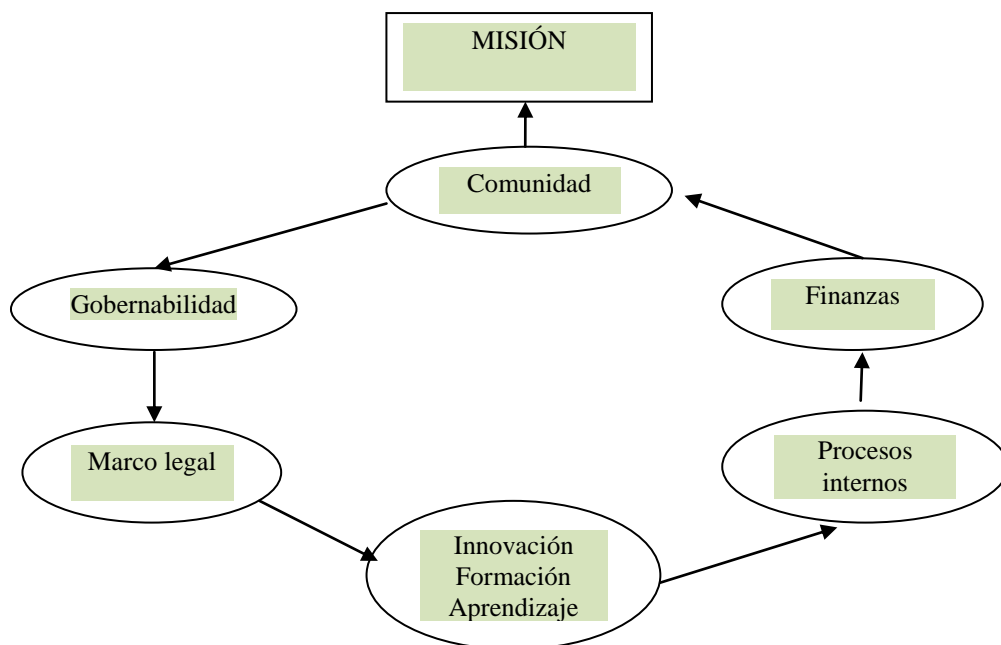 MISIÓN
Comunidad
Gobernabilidad
Finanzas
Marco legal
Procesos
internos
Innovación
Formación
Aprendizaje